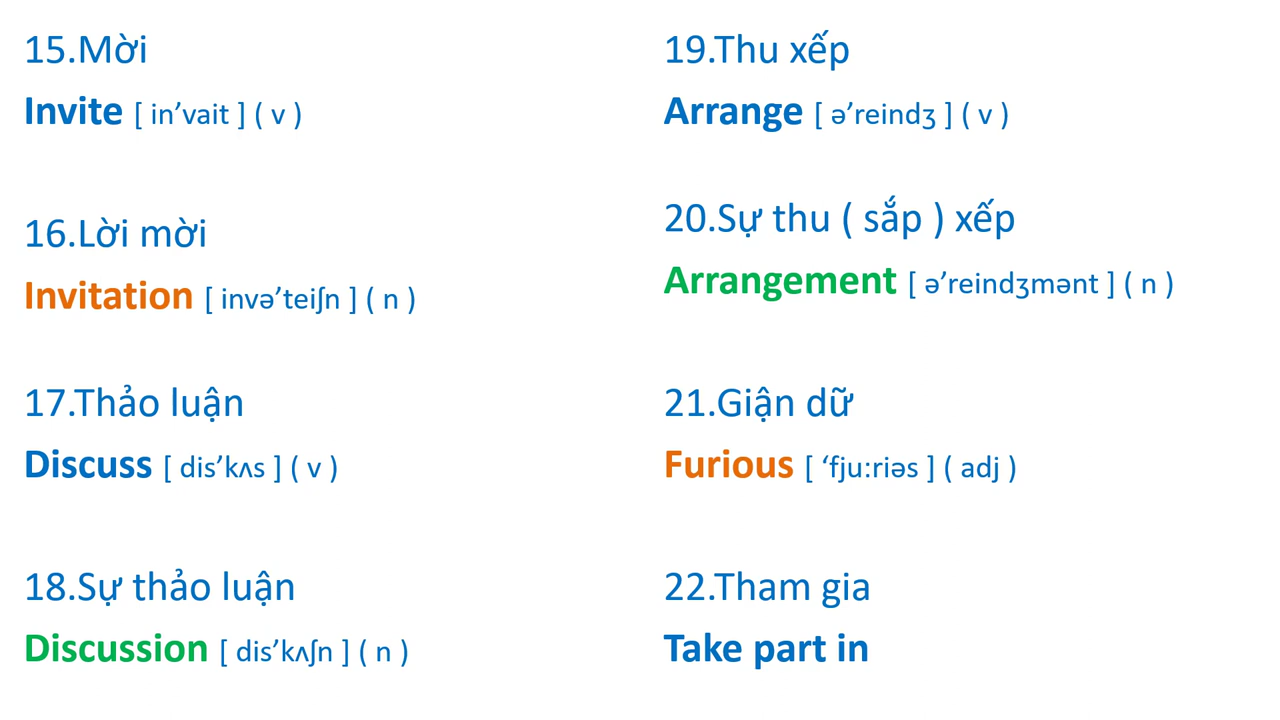 15.Mời
Invite [ in’vait ] ( v )
16.Lời mời
Invitation [ invə’teiʃn ] ( n )
17.Thảo luận
Discuss [ dis’kʌs ] ( v )
18.Sự thảo luận
Discussion [ dis’kʌʃn ] ( n )
19.Thu xếp
Arrange [ ə’reindʒ ] ( v )
20.Sự thu ( sắp ) xếp
Arrangement [ ə’reindʒmənt ] ( n )
21.Giận dữ
Furious [ ‘fju:riəs ] ( adj )
22.Tham gia
Take part in